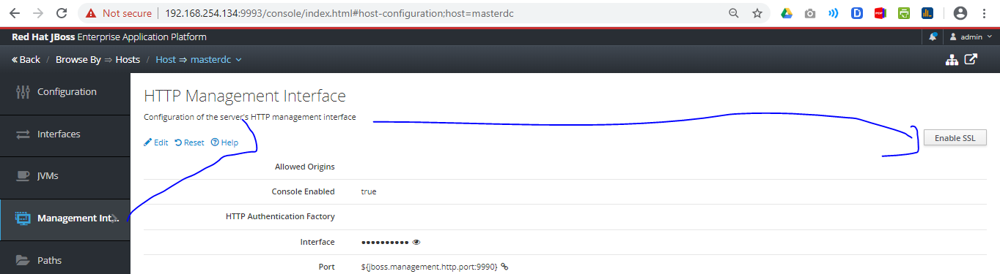 Not secure | 192.168.254.134:9993/console/index.html#host-configuration;host=masterdc
Red Hat JBoss Enterprise Application Platform
admin
Back / Browse By ⇒ Hosts / Host ⇒ masterdc
Configuration
Interfaces
JVMs
Management Int...
Paths
HTTP Management Interface
Configuration of the server's HTTP management interface
Edit Reset Help
Enable SSL
Allowed Origins
Console Enabled true
HTTP Authentication Factory
Interface ••••••••••
Port ${jboss.management.http.port:9990}